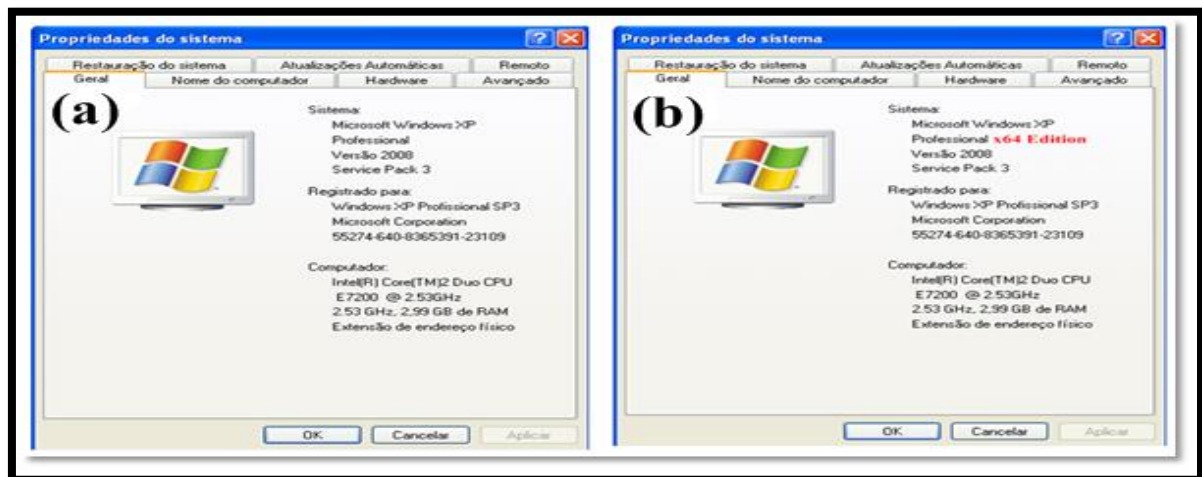 Propriedades do sistema
Restauração do sistema Atualizações Automáticas Remoto
Geral Nome do computador Hardware Avançado
(a)
Sistema:
Microsoft Windows XP
Professional
Versão 2008
Service Pack 3
Registrado para:
Windows XP Profissional SP3
Microsoft Corporation
55274-640-8365391-23109
Computador:
Intel(R) Core(TM)2 Duo CPU
E7200 @ 2.53GHz
2.53 GHz, 2,99 GB de RAM
Extensão de endereço físico
OK Cancelar Aplicar
Propriedades do sistema
Restauração do sistema Atualizações Automáticas Remoto
Geral Nome do computador Hardware Avançado
(b)
Sistema:
Microsoft Windows XP
Professional x64 Edition
Versão 2008
Service Pack 3
Registrado para:
Windows XP Profissional SP3
Microsoft Corporation
55274-640-8365391-23109
Computador:
Intel(R) Core(TM)2 Duo CPU
E7200 @ 2.53GHz
2.53 GHz, 2,99 GB de RAM
Extensão de endereço físico
OK Cancelar Aplicar